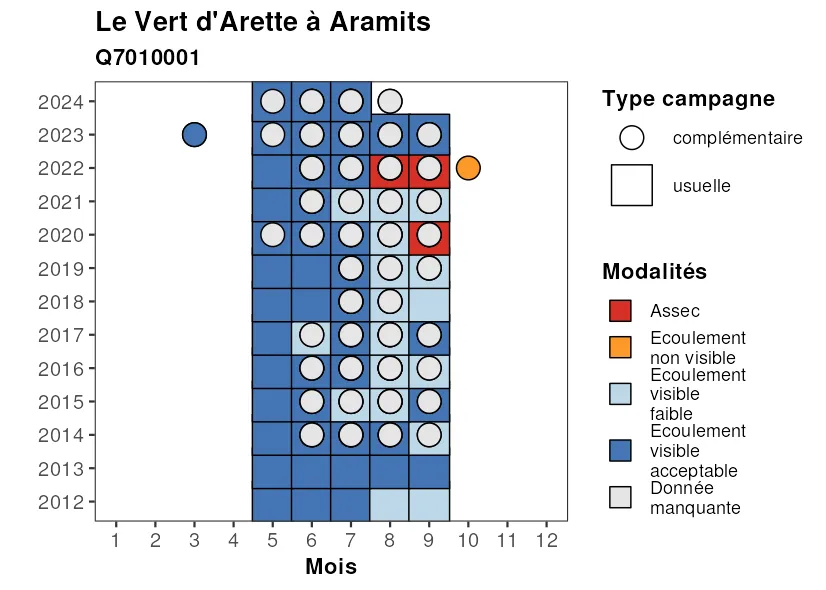 Le Vert d'Arette à Aramits
Q7010001
2024
2023
2022
2021
2020
2019
2018
2017
2016
2015
2014
2013
2012
1 2 3 4 5 6 7 8 9 10 11 12
Mois
Type campagne
complémentaire
usuelle
Modalités
Assec
Ecoulement
non visible
Ecoulement
visible
faible
Ecoulement
visible
acceptable
Donnée
manquante